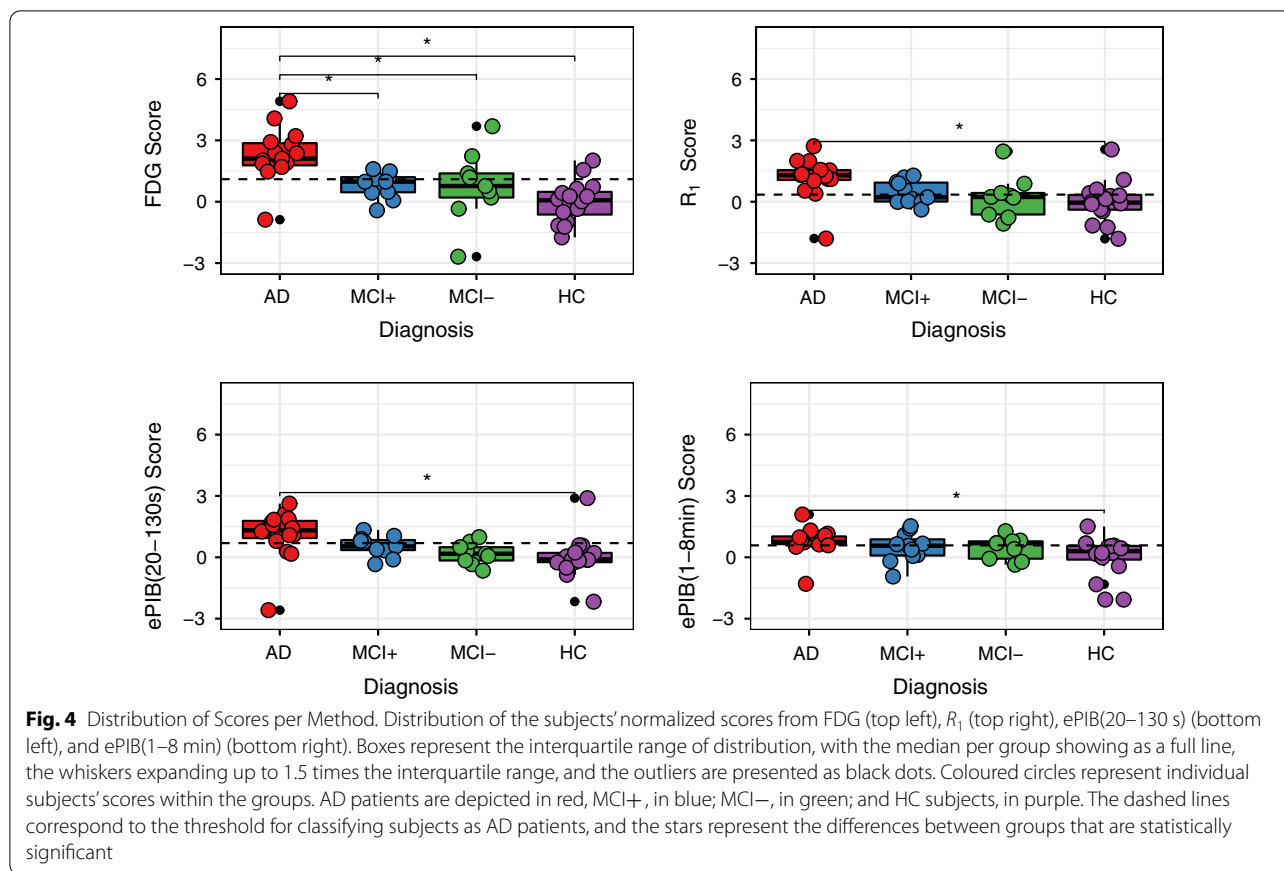 *
*
*
6
3
0
−3
FDG Score
AD MCI+ MCI− HC
Diagnosis
*
6
3
0
−3
R1 Score
AD MCI+ MCI− HC
Diagnosis
*
6
3
0
−3
ePIB(20−130s) Score
AD MCI+ MCI− HC
Diagnosis
*
6
3
0
−3
ePIB(1−8min) Score
AD MCI+ MCI− HC
Diagnosis
Fig. 4 Distribution of Scores per Method. Distribution of the subjects' normalized scores from FDG (top left), R1 (top right), ePIB(20–130 s) (bottom
left), and ePIB(1–8 min) (bottom right). Boxes represent the interquartile range of distribution, with the median per group showing as a full line,
the whiskers expanding up to 1.5 times the interquartile range, and the outliers are presented as black dots. Coloured circles represent individual
subjects' scores within the groups. AD patients are depicted in red, MCI+, in blue; MCI−, in green; and HC subjects, in purple. The dashed lines
correspond to the threshold for classifying subjects as AD patients, and the stars represent the differences between groups that are statistically
significant